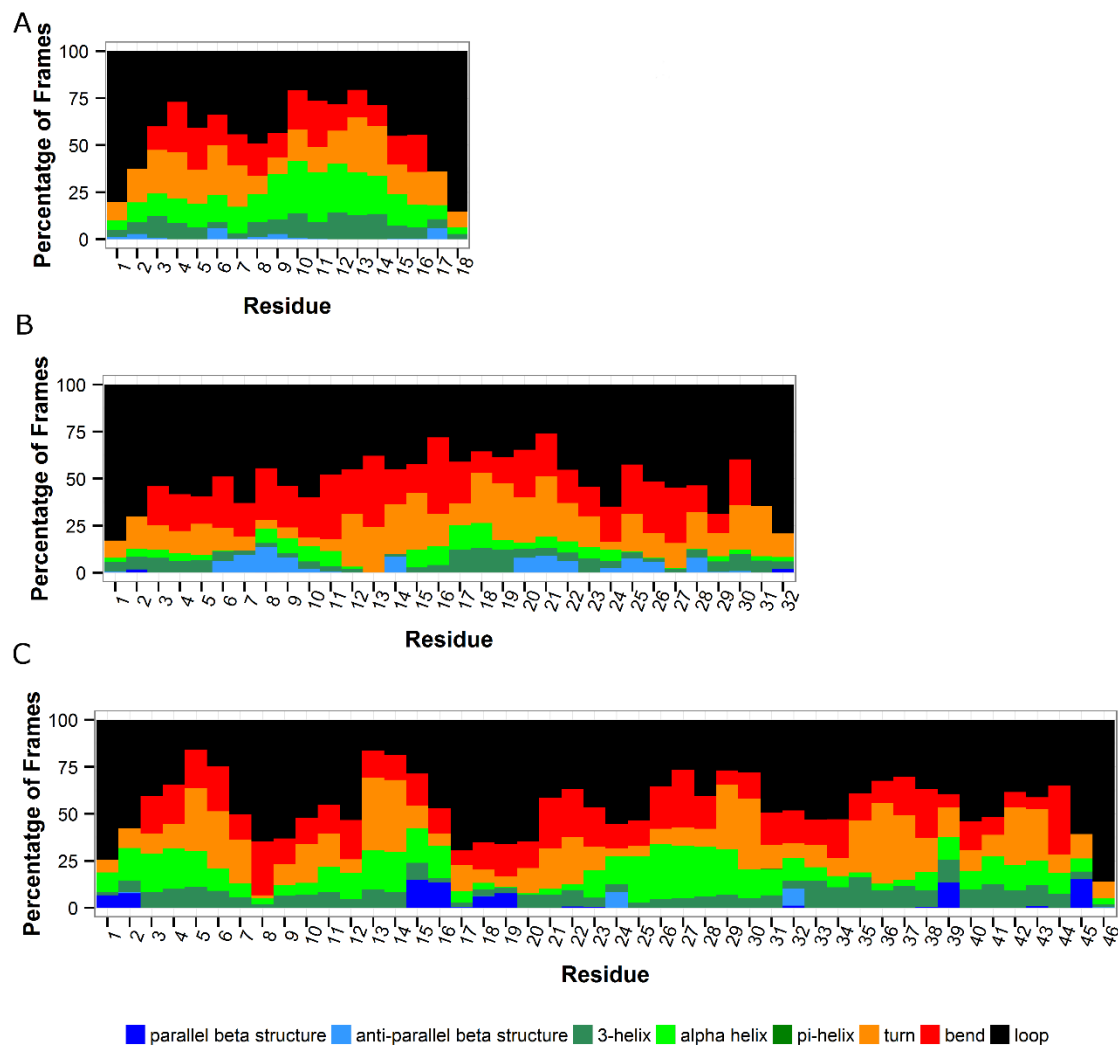 A
Percentatge of Frames
100
75
50
25
0
1 2 3 4 5 6 7 8 9 10 11 12 13 14 15 16 17 18
Residue
B
Percentatge of Frames
100
75
50
25
0
1 2 3 4 5 6 7 8 9 10 11 12 13 14 15 16 17 18 19 20 21 22 23 24 25 26 27 28 29 30 31 32
Residue
C
Percentatge of Frames
100
75
50
25
0
1 2 3 4 5 6 7 8 9 10 11 12 13 14 15 16 17 18 19 20 21 22 23 24 25 26 27 28 29 30 31 32 33 34 35 36 37 38 39 40 41 42 43 44 45 46
Residue
parallel beta structure anti-parallel beta structure 3-helix alpha helix pi-helix turn bend loop